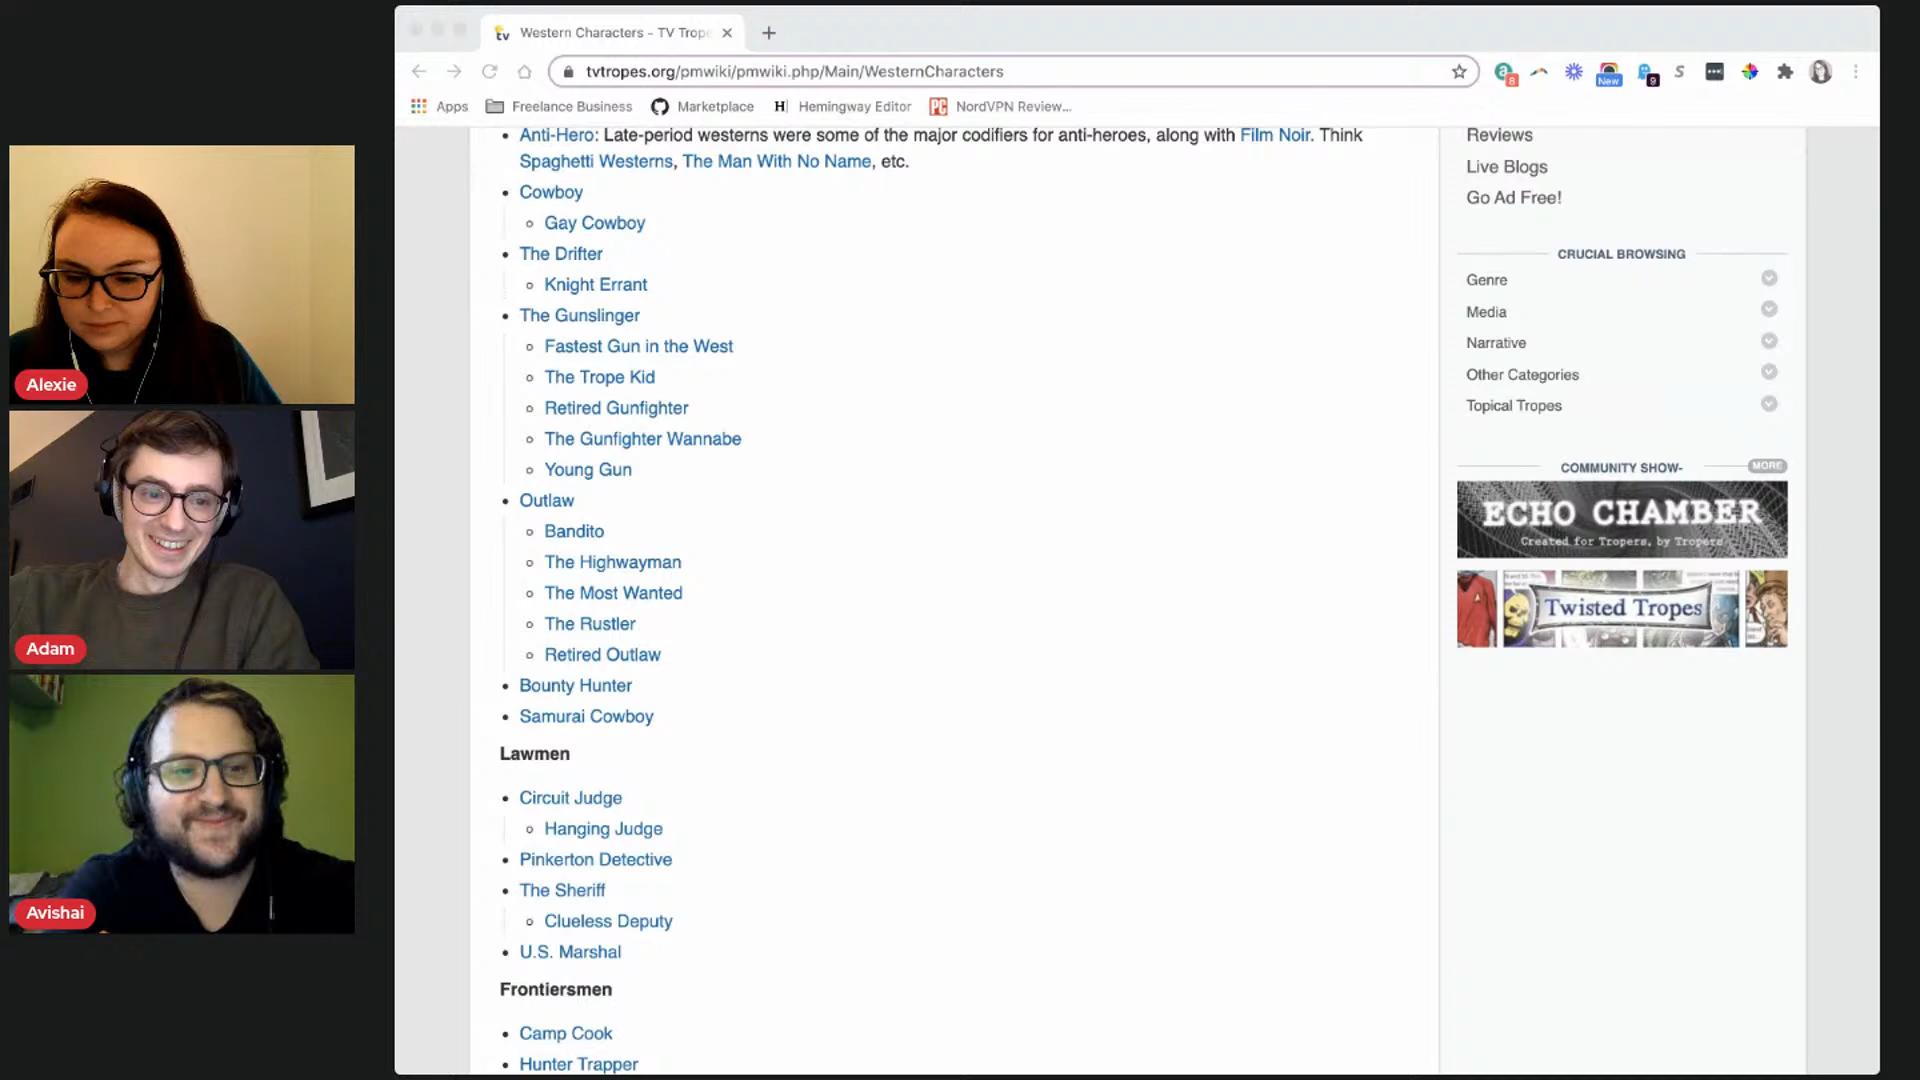 Western Characters - TV Trope
tvtropes.org/pmwiki/pmwiki.php/Main/WesternCharacters
8
New
9
Apps
Freelance Business
Marketplace
Hemingway Editor
NordVPN Review...
Anti-Hero: Late-period westerns were some of the major codifiers for anti-heroes, along with Film Noir. Think
Spaghetti Westerns, The Man With No Name, etc.
Cowboy
Gay Cowboy
The Drifter
Knight Errant
The Gunslinger
Fastest Gun in the West
The Trope Kid
Retired Gunfighter
The Gunfighter Wannabe
Young Gun
Outlaw
Bandito
The Highwayman
The Most Wanted
The Rustler
Retired Outlaw
Bounty Hunter
Samurai Cowboy
Lawmen
Circuit Judge
Hanging Judge
Pinkerton Detective
The Sheriff
Clueless Deputy
U.S. Marshal
Frontiersmen
Camp Cook
Hunter Trapper
Reviews
Live Blogs
Go Ad Free!
CRUCIAL BROWSING
Genre
Media
Narrative
Other Categories
Topical Tropes
COMMUNITY SHOW-
MORE
ECHO CHAMBER
Created for Tropers, by Tropers
Twisted Tropes
Alexie
Adam
Avishai